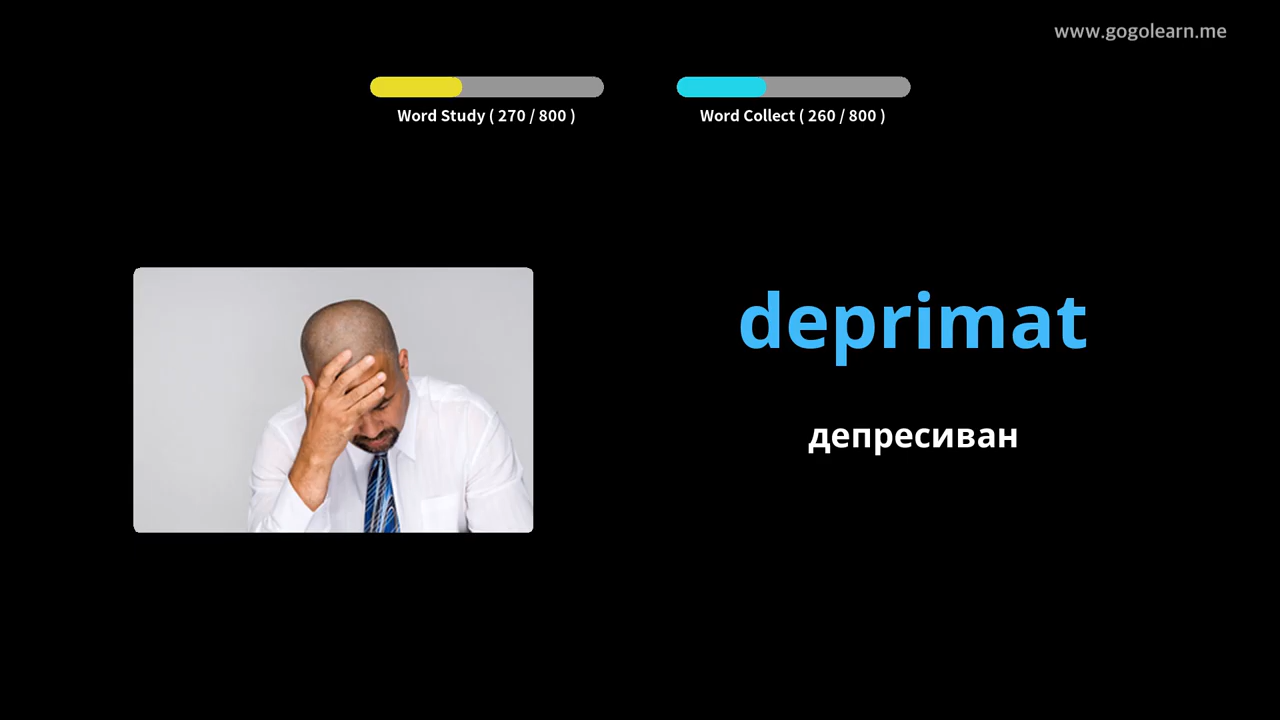 www.gogolearn.me
Word Study ( 270 / 800 )
Word Collect ( 260 / 800 )
deprimat
депресиван